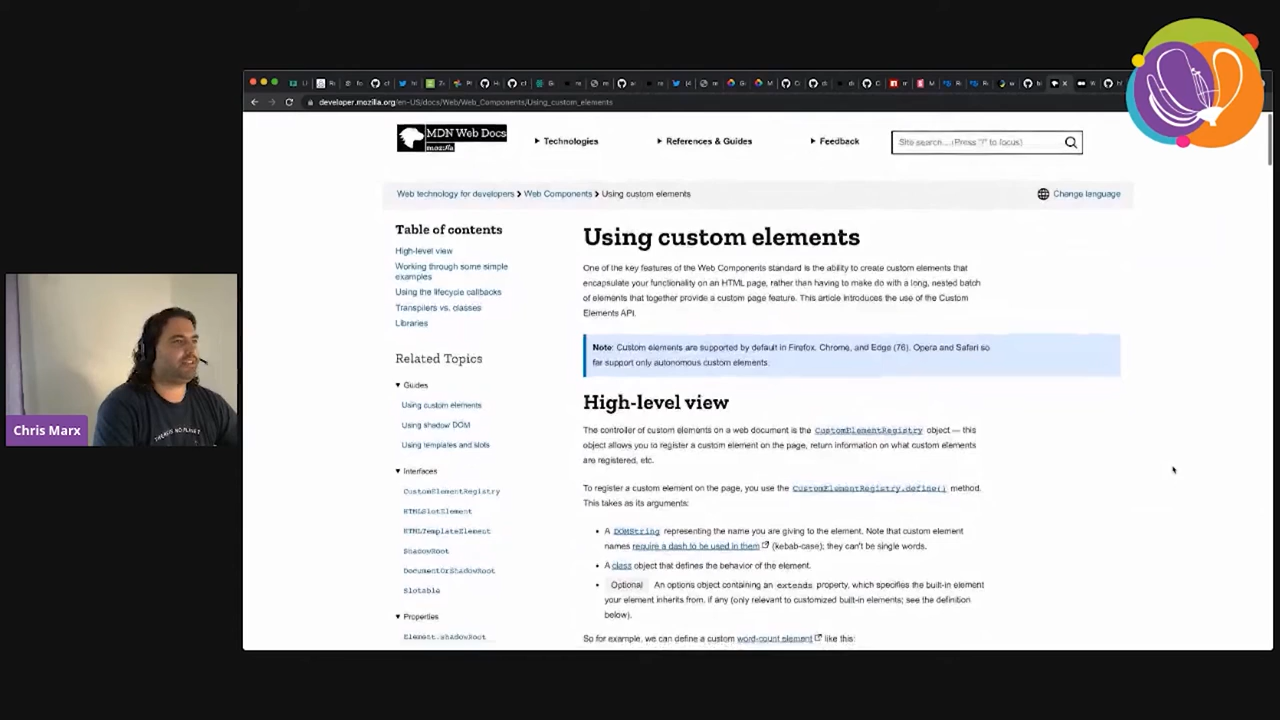 developer.mozilla.org/en-US/docs/Web/Web_Components/Using_custom_elements
MDN Web Docs
mozilla
Technologies
References & Guides
Feedback
Site search... (Press "/" to focus)
Web technology for developers
Web Components
Using custom elements
Change language
Table of contents
High-level view
Working through some simple
examples
Using the lifecycle callbacks
Transpilers vs. classes
Libraries
Related Topics
Guides
Using custom elements
Using shadow DOM
Using templates and slots
Interfaces
CustomElementRegistry
HTMLSlotElement
HTMLTemplateElement
ShadowRoot
DocumentOrShadowRoot
Slotable
Properties
Element.shadowRoot
Using custom elements
One of the key features of the Web Components standard is the ability to create custom elements that
encapsulate your functionality on an HTML page, rather than having to make do with a long, nested batch
of elements that together provide a custom page feature. This article introduces the use of the Custom
Elements API.
Note: Custom elements are supported by default in Firefox, Chrome, and Edge (76). Opera and Safari so
far support only autonomous custom elements.
High-level view
The controller of custom elements on a web document is the CustomElementRegistry object — this
object allows you to register a custom element on the page, return information on what custom elements
are registered, etc.
To register a custom element on the page, you use the CustomElementRegistry.define() method.
This takes as its arguments:
• A DOMString representing the name you are giving to the element. Note that custom element
names require a dash to be used in them (kebab-case); they can't be single words.
• A class object that defines the behavior of the element.
• Optional An options object containing an extends property, which specifies the built-in element
your element inherits from, if any (only relevant to customized built-in elements; see the definition
below).
So for example, we can define a custom word-count element like this:
Chris Marx